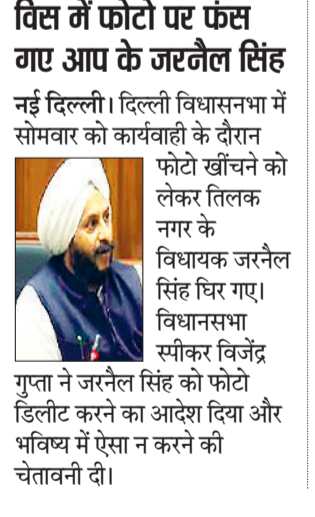 विस में फोटो पर फंस
गए आप के जरनैल सिंह
नई दिल्ली। दिल्ली विधासनभा में
सोमवार को कार्यवाही के दौरान
फोटो खींचने को
लेकर तिलक
नगर के
विधायक जरनैल
सिंह घिर गए।
विधानसभा
स्पीकर विजेंद्र
गुप्ता ने जरनैल सिंह को फोटो
डिलीट करने का आदेश दिया और
भविष्य में ऐसा न करने की
चेतावनी दी।